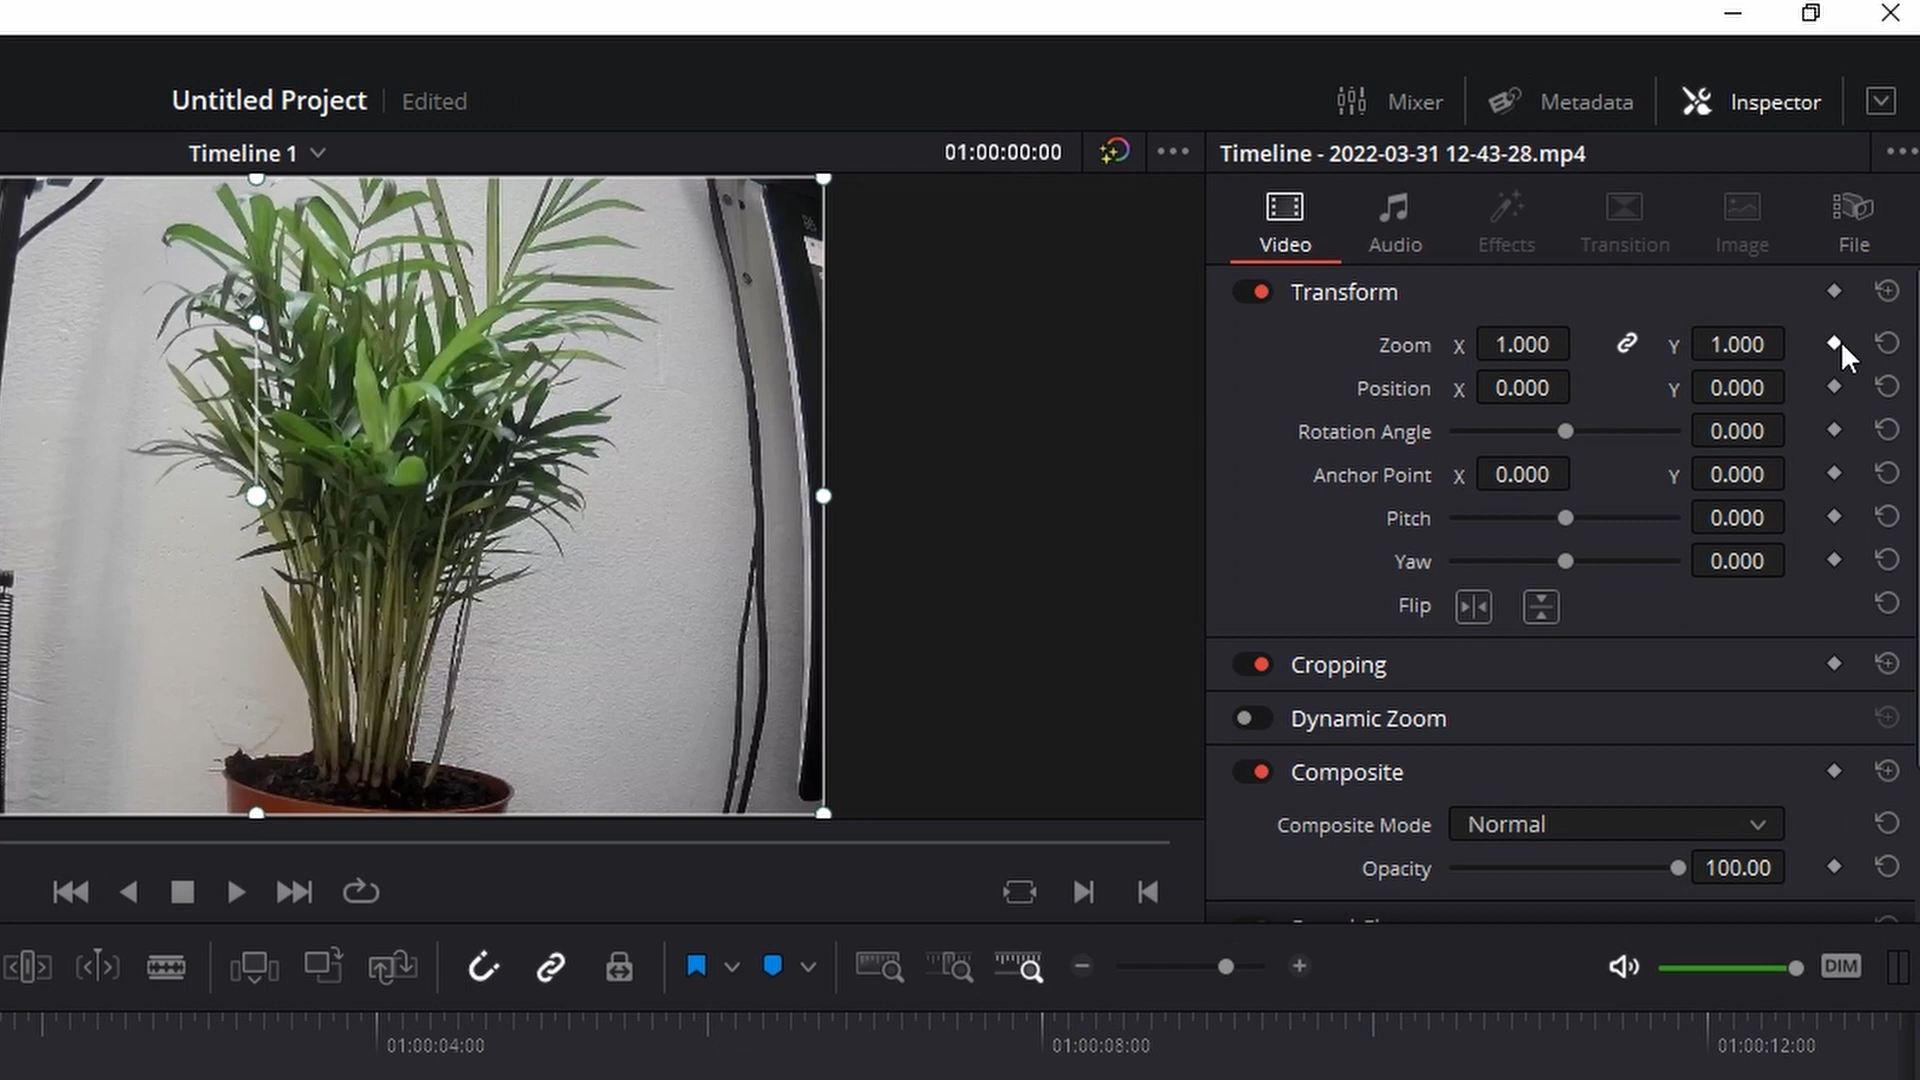 Untitled Project Edited Mixer Metadata Inspector
Timeline 1 01:00:00:00 Timeline - 2022-03-31 12-43-28.mp4
Video Audio Effects Transition Image File
Transform
Zoom X 1.000 Y 1.000
Position X 0.000 Y 0.000
Rotation Angle 0.000
Anchor Point X 0.000 Y 0.000
Pitch 0.000
Yaw 0.000
Flip
Cropping
Dynamic Zoom
Composite
Composite Mode Normal
Opacity 100.00
DIM
01:00:04:00 01:00:08:00 01:00:12:00